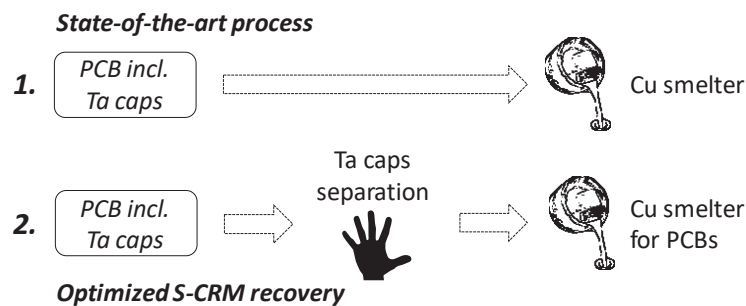 State-of-the-art process
1.
PCB incl.
Ta caps
Cu smelter
Ta caps
separation
2.
PCB incl.
Ta caps
Cu smelter
for PCBs
Optimized S-CRM recovery